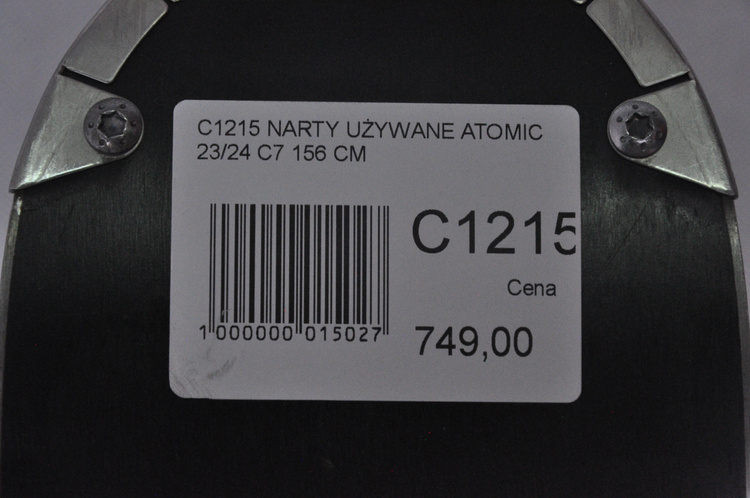 C1215 NARTY UŻYWANE ATOMIC
23/24 C7 156 CM
C1215
Cena
1 000000 015027
749,00